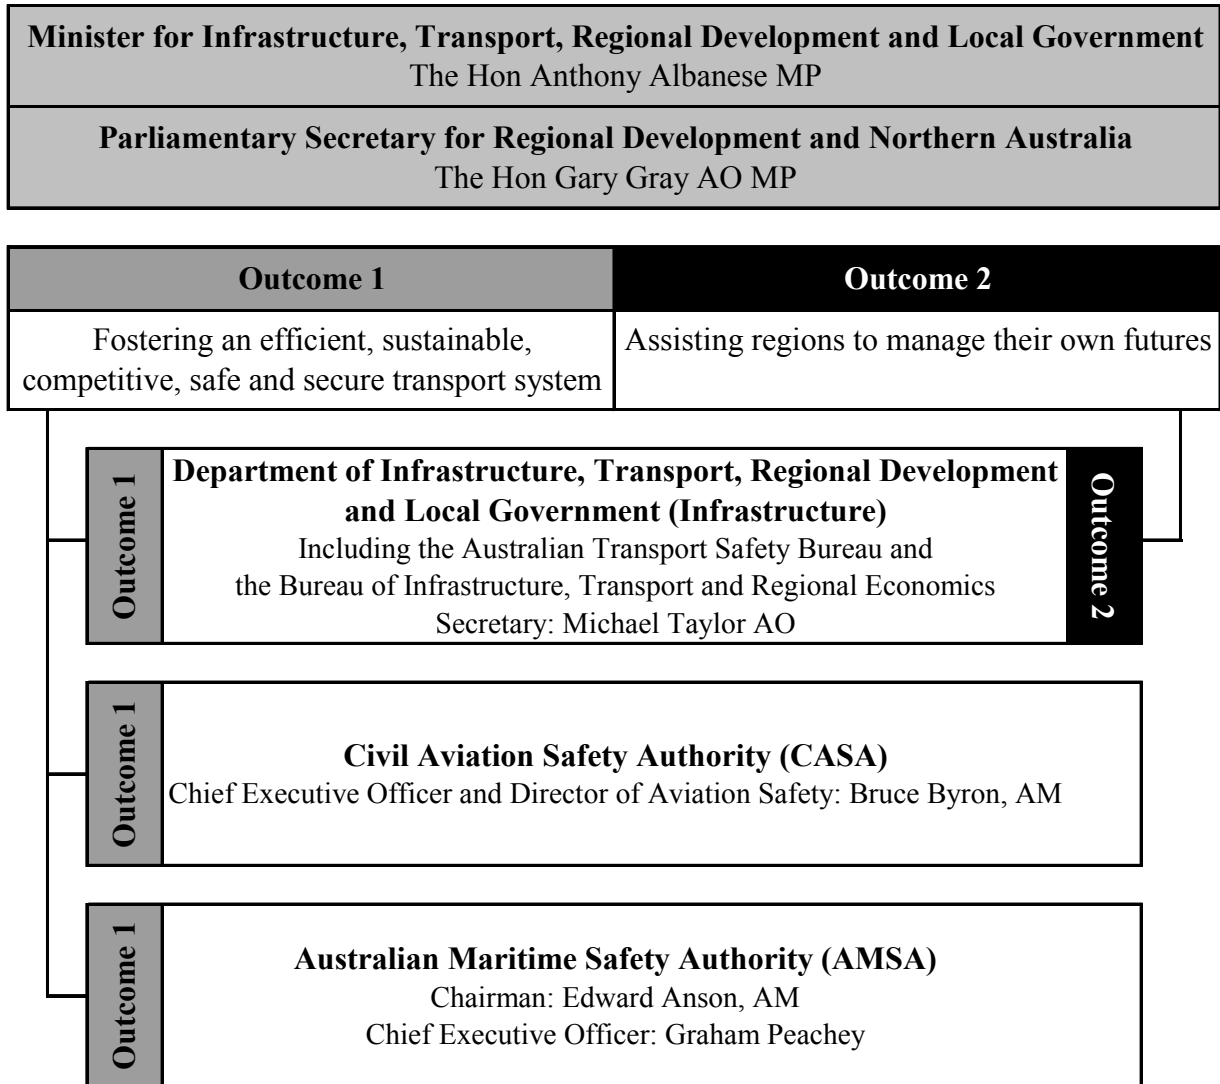 Minister for Infrastructure, Transport, Regional Development and Local Government
The Hon Anthony Albanese MP
Parliamentary Secretary for Regional Development and Northern Australia
The Hon Gary Gray AO MP
Outcome 1
Outcome 2
Fostering an efficient, sustainable,
competitive, safe and secure transport system
Assisting regions to manage their own futures
Outcome 1
Department of Infrastructure, Transport, Regional Development
and Local Government (Infrastructure)
Including the Australian Transport Safety Bureau and
the Bureau of Infrastructure, Transport and Regional Economics
Secretary: Michael Taylor AO
Outcome 2
Outcome 1
Civil Aviation Safety Authority (CASA)
Chief Executive Officer and Director of Aviation Safety: Bruce Byron, AM
Outcome 1
Australian Maritime Safety Authority (AMSA)
Chairman: Edward Anson, AM
Chief Executive Officer: Graham Peachey